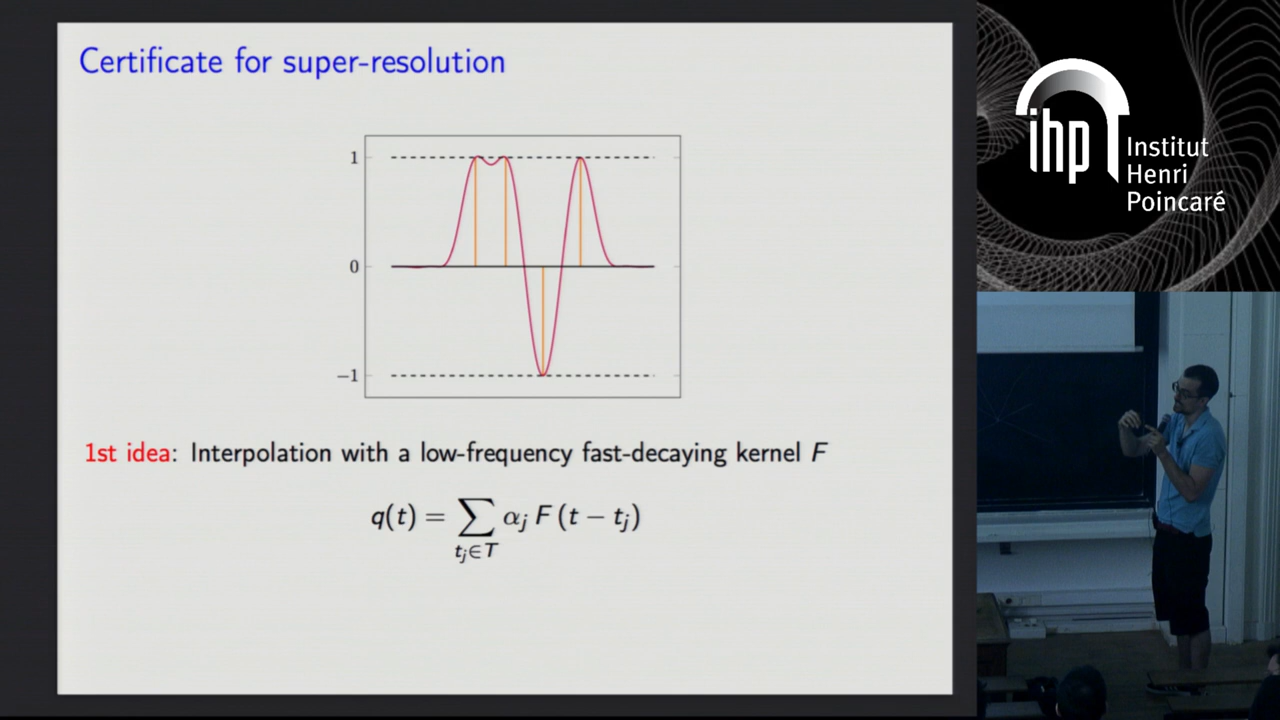 Certificate for super-resolution
1
0
−1
1st idea: Interpolation with a low-frequency fast-decaying kernel F
q(t) = ∑ αj F (t − tj)
tj∈T
ihp
Institut
Henri
Poincaré